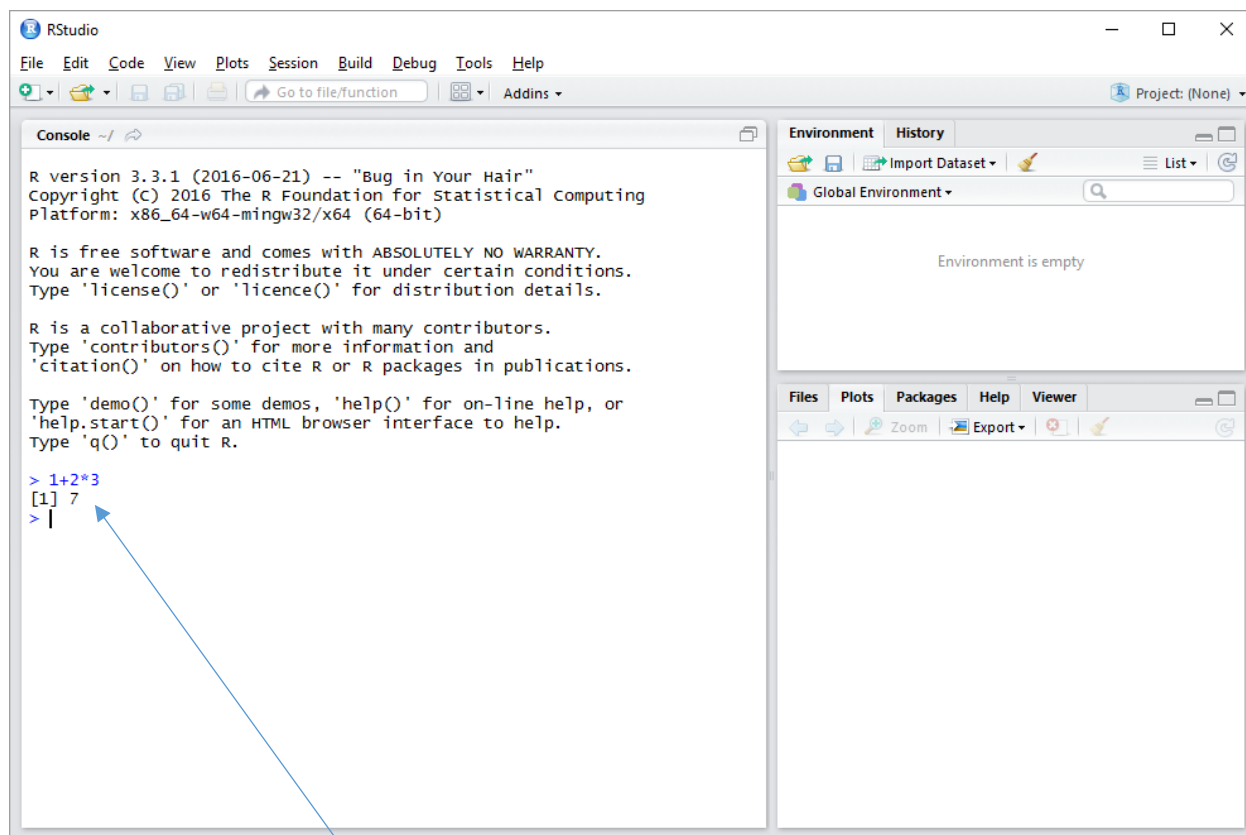 RStudio
File Edit Code View Plots Session Build Debug Tools Help
Go to file/function Addins Project: (None)
Console ~/
R version 3.3.1 (2016-06-21) -- "Bug in Your Hair"
Copyright (C) 2016 The R Foundation for Statistical Computing
Platform: x86_64-w64-mingw32/x64 (64-bit)
R is free software and comes with ABSOLUTELY NO WARRANTY.
You are welcome to redistribute it under certain conditions.
Type 'license()' or 'licence()' for distribution details.
R is a collaborative project with many contributors.
Type 'contributors()' for more information and
'citation()' on how to cite R or R packages in publications.
Type 'demo()' for some demos, 'help()' for on-line help, or
'help.start()' for an HTML browser interface to help.
Type 'q()' to quit R.
> 1+2*3
[1] 7
>
Environment History
Import Dataset List
Global Environment
Environment is empty
Files Plots Packages Help Viewer
Zoom Export